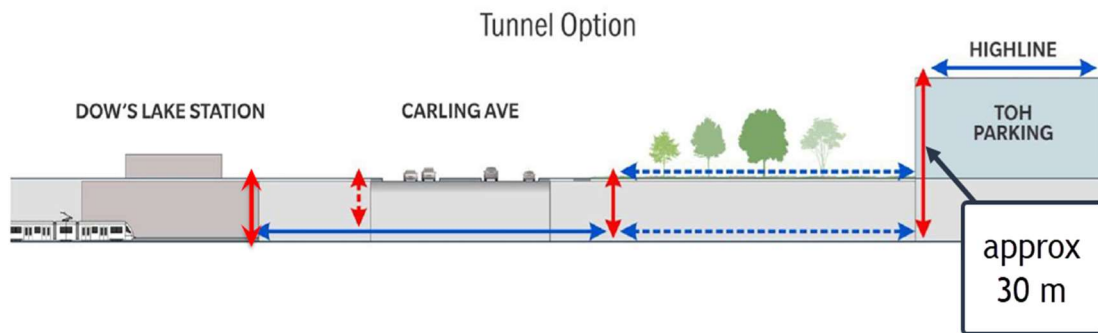 Tunnel Option
HIGHLINE
DOW'S LAKE STATION
CARLING AVE
TOH
PARKING
approx
30 m